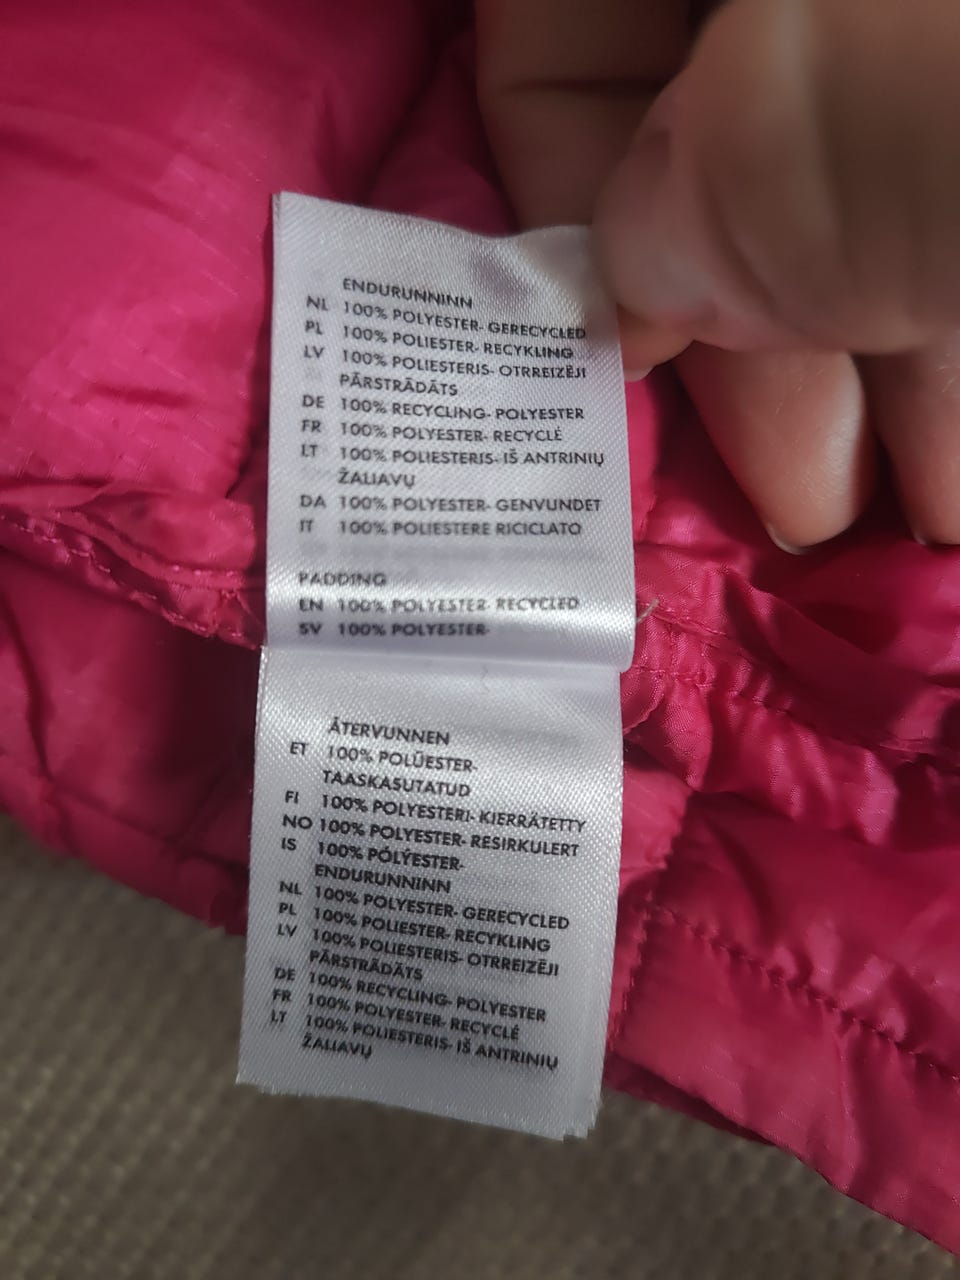 ENDURUNNINN
NL 100% POLYESTER- GERECYCLED
PL 100% POLIESTER- RECYKLING
LV 100% POLIESTERIS- OTRREIZĒJI
PĀRSTRĀDĀTS
DE 100% RECYCLING- POLYESTER
FR 100% POLYESTER- RECYCLÉ
LT 100% POLIESTERIS- IŠ ANTRINIŲ
ŽALIAVŲ
DA 100% POLYESTER- GENVUNDET
IT 100% POLIESTERE RICICLATO
PADDING
EN 100% POLYESTER- RECYCLED
SV 100% POLYESTER-
ÅTERVUNNEN
ET 100% POLÜESTER-
TAASKASUTATUD
FI 100% POLYESTERI- KIERRÄTETTY
NO 100% POLYESTER- RESIRKULERT
IS 100% PÓLÝESTER-
ENDURUNNINN
NL 100% POLYESTER- GERECYCLED
PL 100% POLIESTER- RECYKLING
LV 100% POLIESTERIS- OTRREIZĒJI
PĀRSTRĀDĀTS
DE 100% RECYCLING- POLYESTER
FR 100% POLYESTER- RECYCLÉ
LT 100% POLIESTERIS- IŠ ANTRINIŲ
ŽALIAVŲ